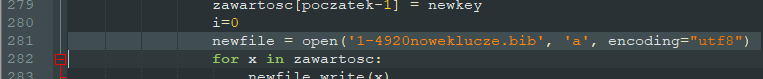 279 zawartosc[poczatek-1] = newkey
280 i=0
281 newfile = open('1-4920noweklucze.bib', 'a', encoding="utf8")
282 for x in zawartosc:
283 newfile.write(x)